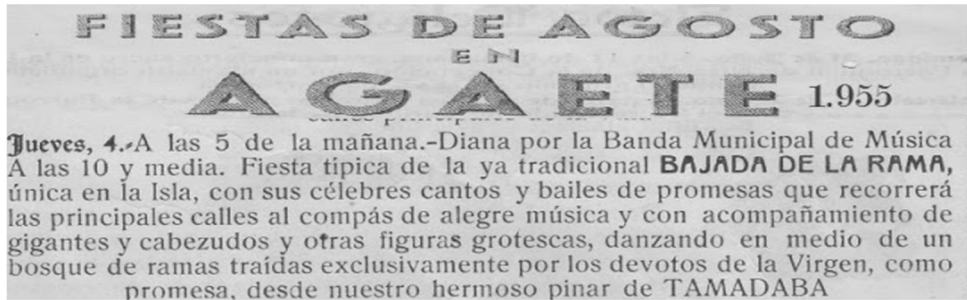 FIESTAS DE AGOSTO
EN
AGAETE 1.955
Jueves, 4.-A las 5 de la mañana.-Diana por la Banda Municipal de Música
A las 10 y media. Fiesta típica de la ya tradicional BAJADA DE LA RAMA,
única en la Isla, con sus célebres cantos y bailes de promesas que recorrerá
las principales calles al compás de alegre música y con acompañamiento de
gigantes y cabezudos y otras figuras grotescas, danzando en medio de un
bosque de ramas traídas exclusivamente por los devotos de la Virgen, como
promesa, desde nuestro hermoso pinar de TAMADABA